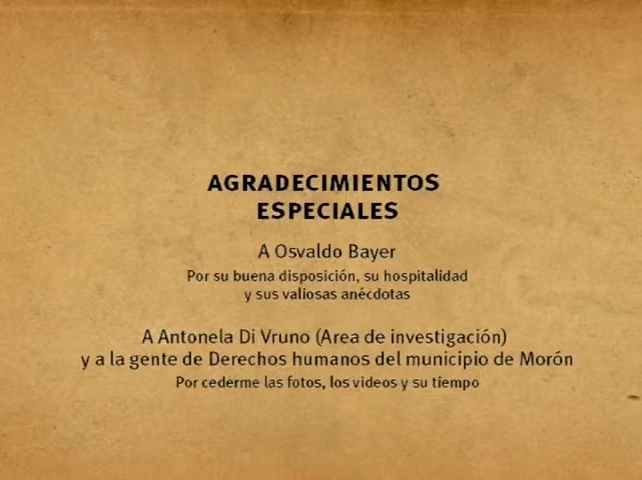 AGRADECIMIENTOS
ESPECIALES
A Osvaldo Bayer
Por su buena disposición, su hospitalidad
y sus valiosas anécdotas
A Antonela Di Vruno (Area de investigación)
y a la gente de Derechos humanos del municipio de Morón
Por cederme las fotos, los videos y su tiempo